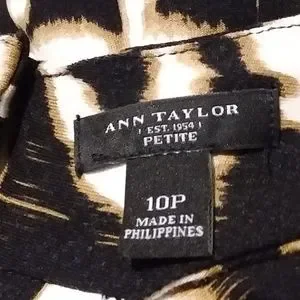 ANN TAYLOR
EST. 1954
PETITE
10P
MADE IN
PHILIPPINES